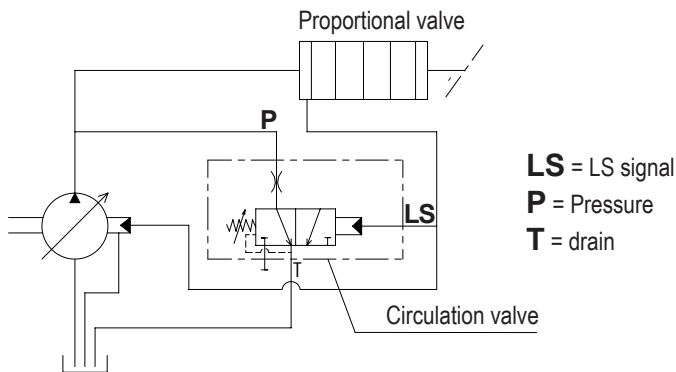 Proportional valve
P
LS
LS = LS signal
P = Pressure
T = drain
T
Circulation valve